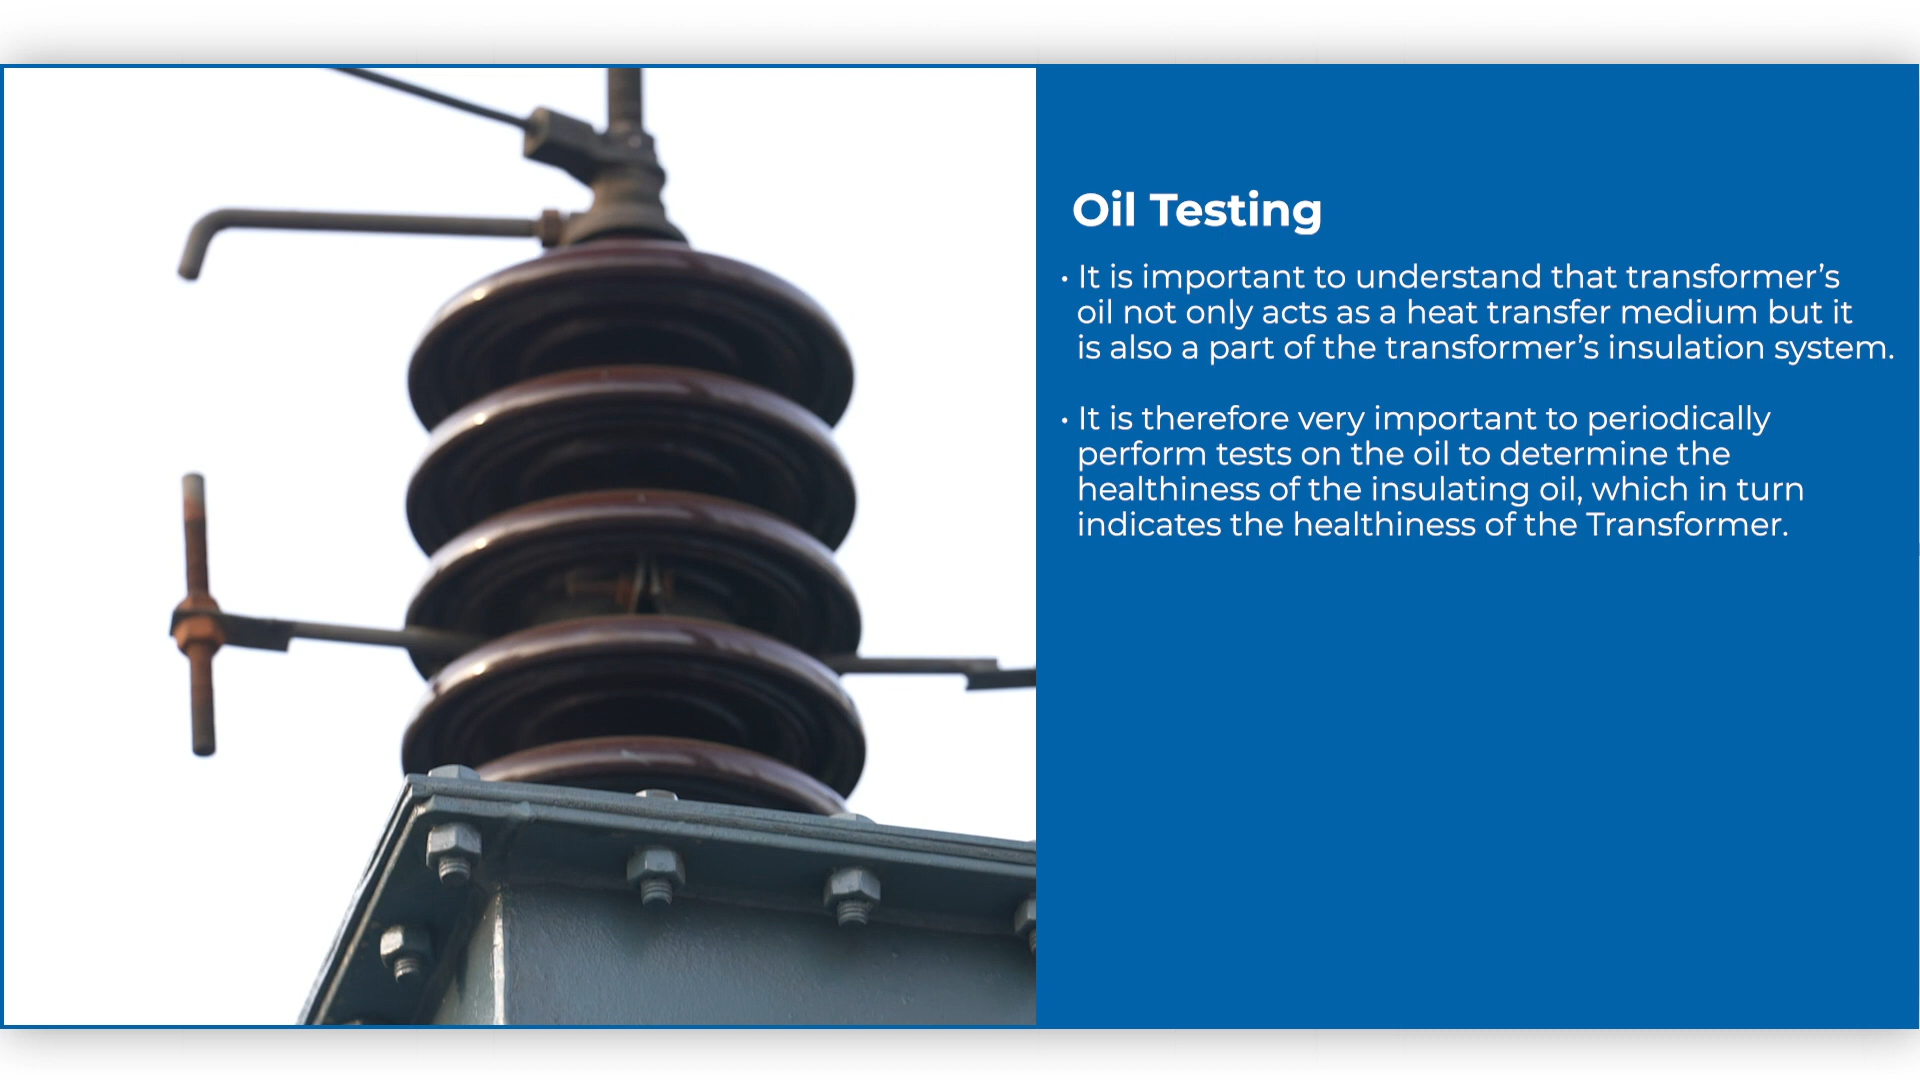 Oil Testing
• It is important to understand that transformer’s
oil not only acts as a heat transfer medium but it
is also a part of the transformer’s insulation system.
• It is therefore very important to periodically
perform tests on the oil to determine the
healthiness of the insulating oil, which in turn
indicates the healthiness of the Transformer.